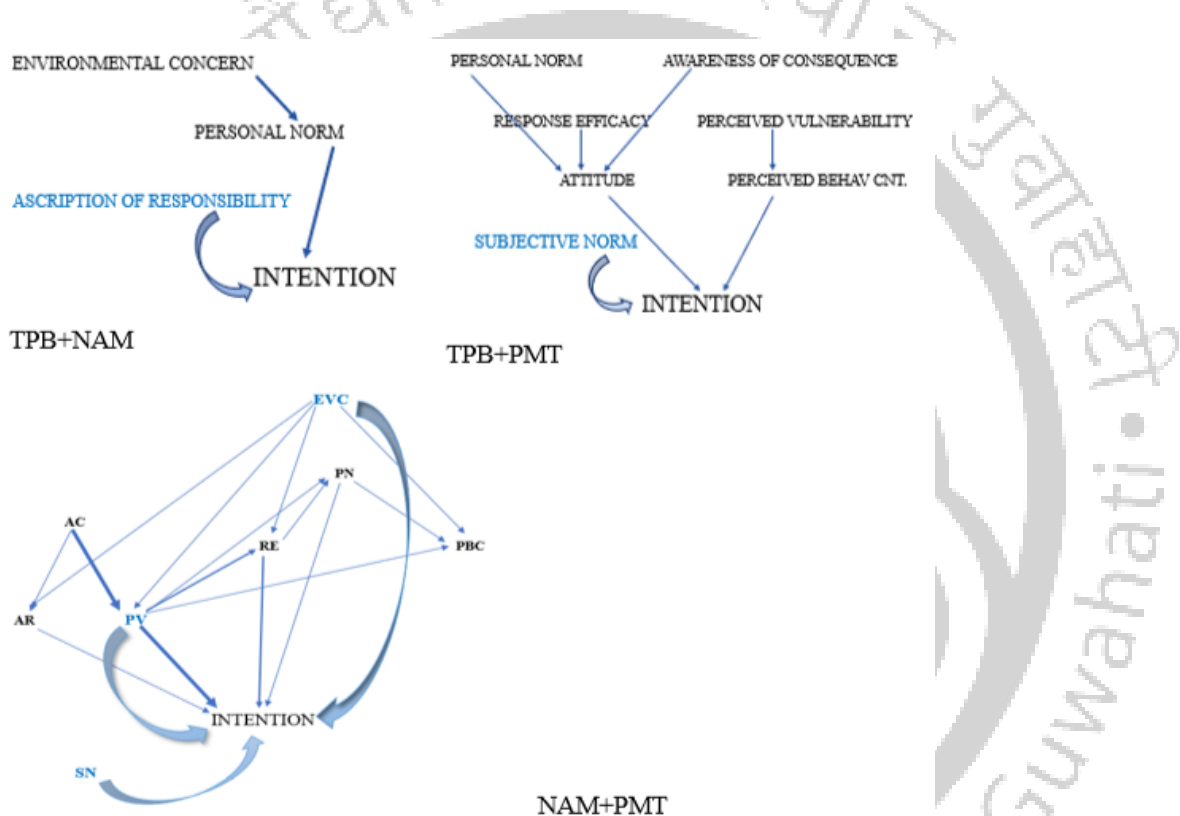 ENVIRONMENTAL CONCERN
PERSONAL NORM
ASCRIPTION OF RESPONSIBILITY
INTENTION
TPB+NAM
PERSONAL NORM AWARENESS OF CONSEQUENCE
RESPONSE EFFICACY PERCEIVED VULNERABILITY
ATTITUDE PERCEIVED BEHAV CNT.
SUBJECTIVE NORM
INTENTION
TPB+PMT
EVC
PN
AC
RE
PBC
AR
PV
INTENTION
SN
NAM+PMT
Guwahati